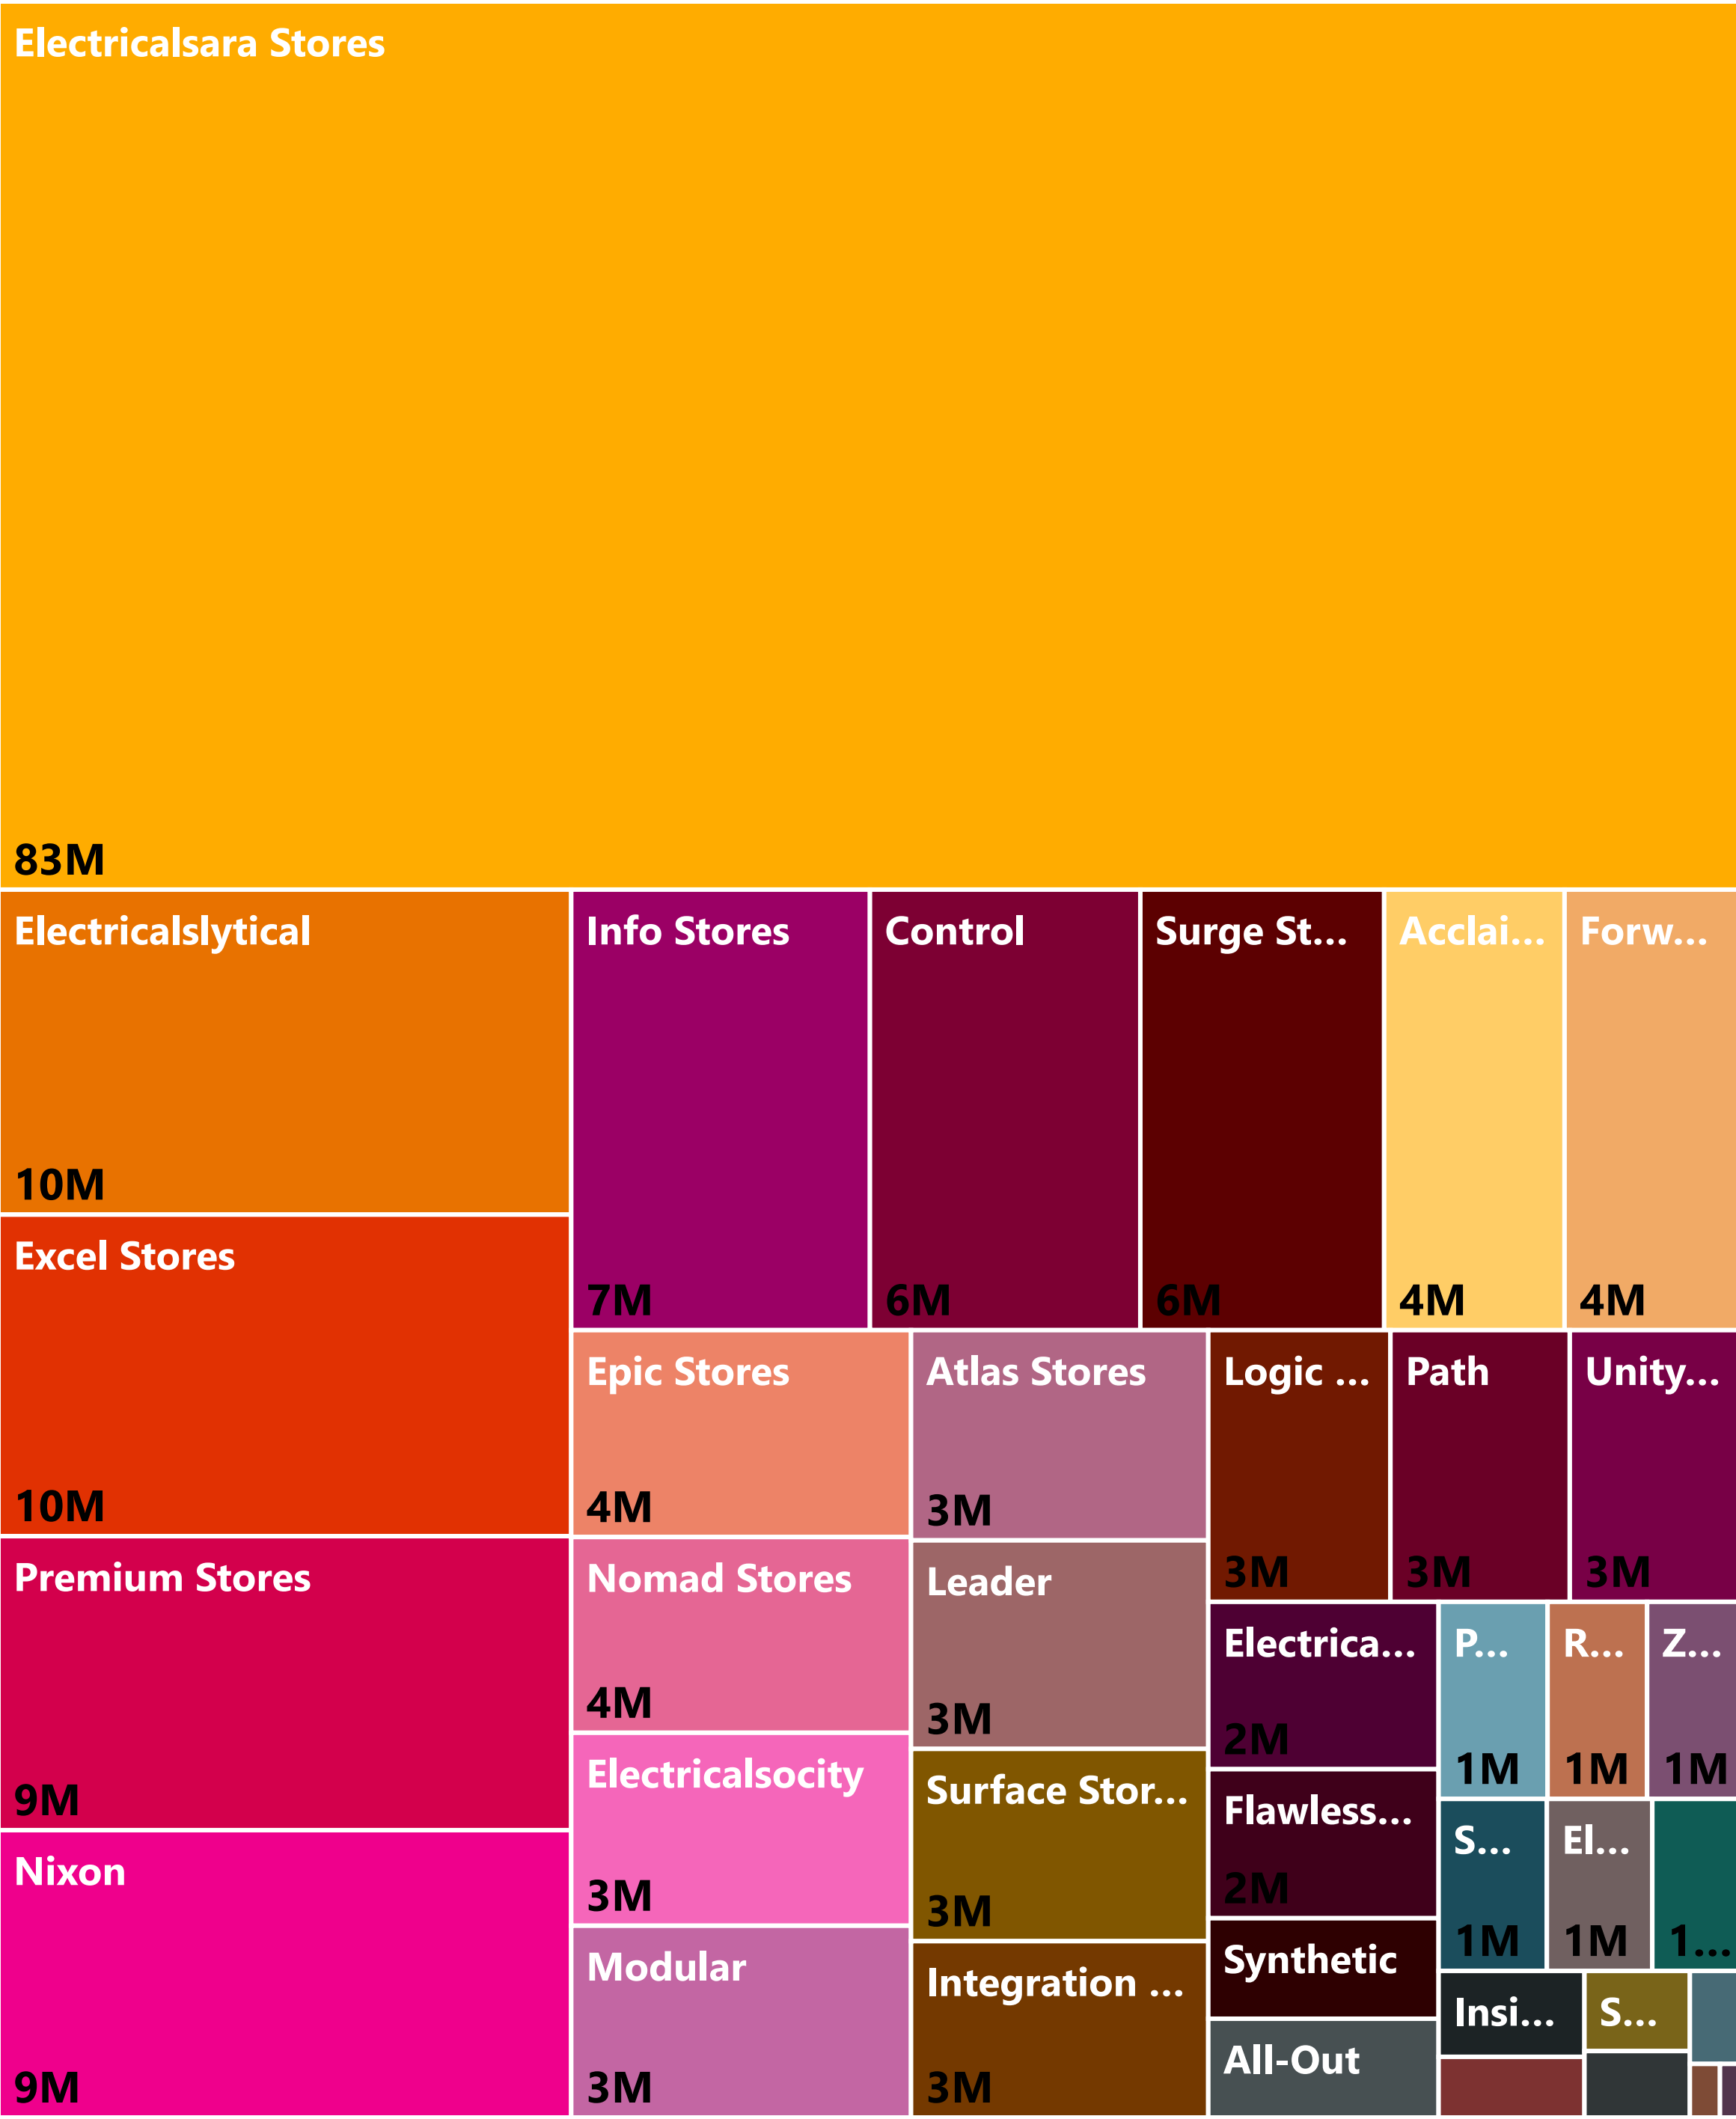 Electricalsara Stores
83M
Electricalslytical
10M
Excel Stores
10M
Premium Stores
9M
Nixon
9M
Info Stores
7M
Control
6M
Surge St...
6M
Acclai...
4M
Forw...
4M
Epic Stores
4M
Nomad Stores
4M
Electricalsocity
3M
Modular
3M
Atlas Stores
3M
Leader
3M
Surface Stor...
3M
Integration ...
3M
Logic ...
3M
Path
3M
Unity...
3M
Electrica...
2M
Flawless...
2M
Synthetic
All-Out
P...
1M
R...
1M
Z...
1M
S...
1M
El...
1M
1...
Insi...
S...